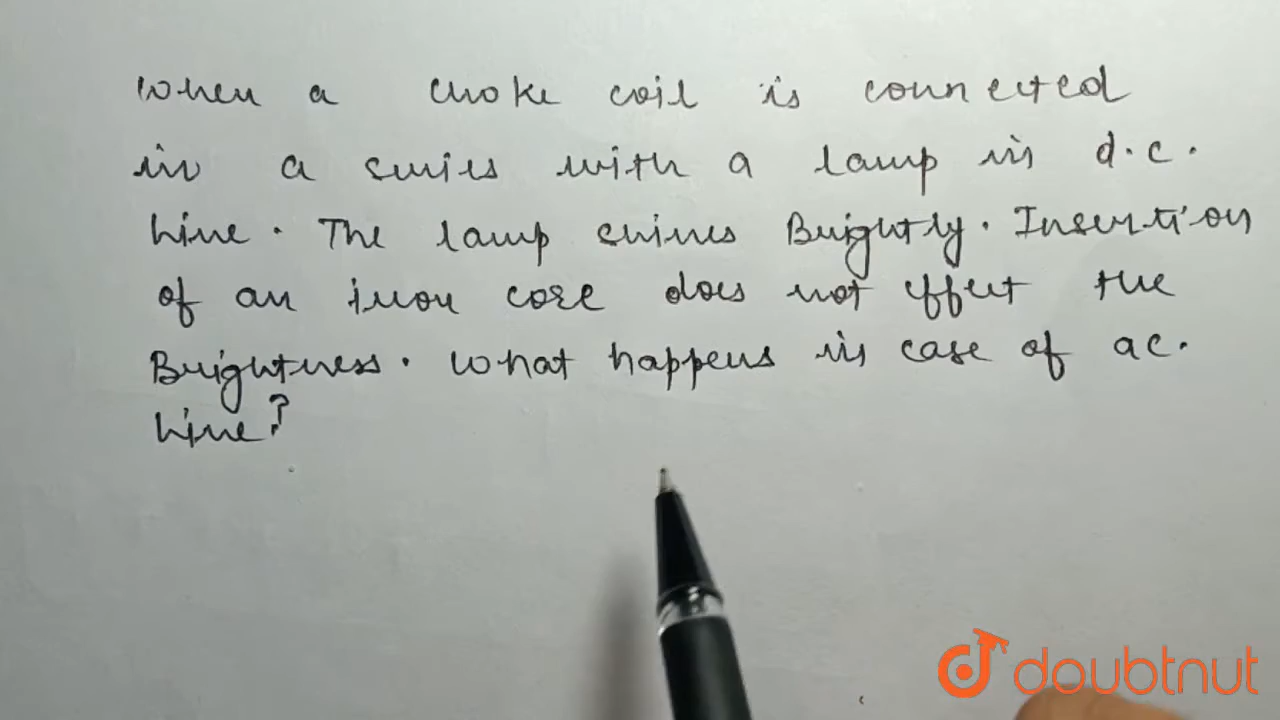 When a choke coil is connected
in a series with a lamp in d.c.
line. The lamp shines Brightly. Insertion
of an iron core does not effect the
Brightness. What happens in case of ac.
line?
doubtnut